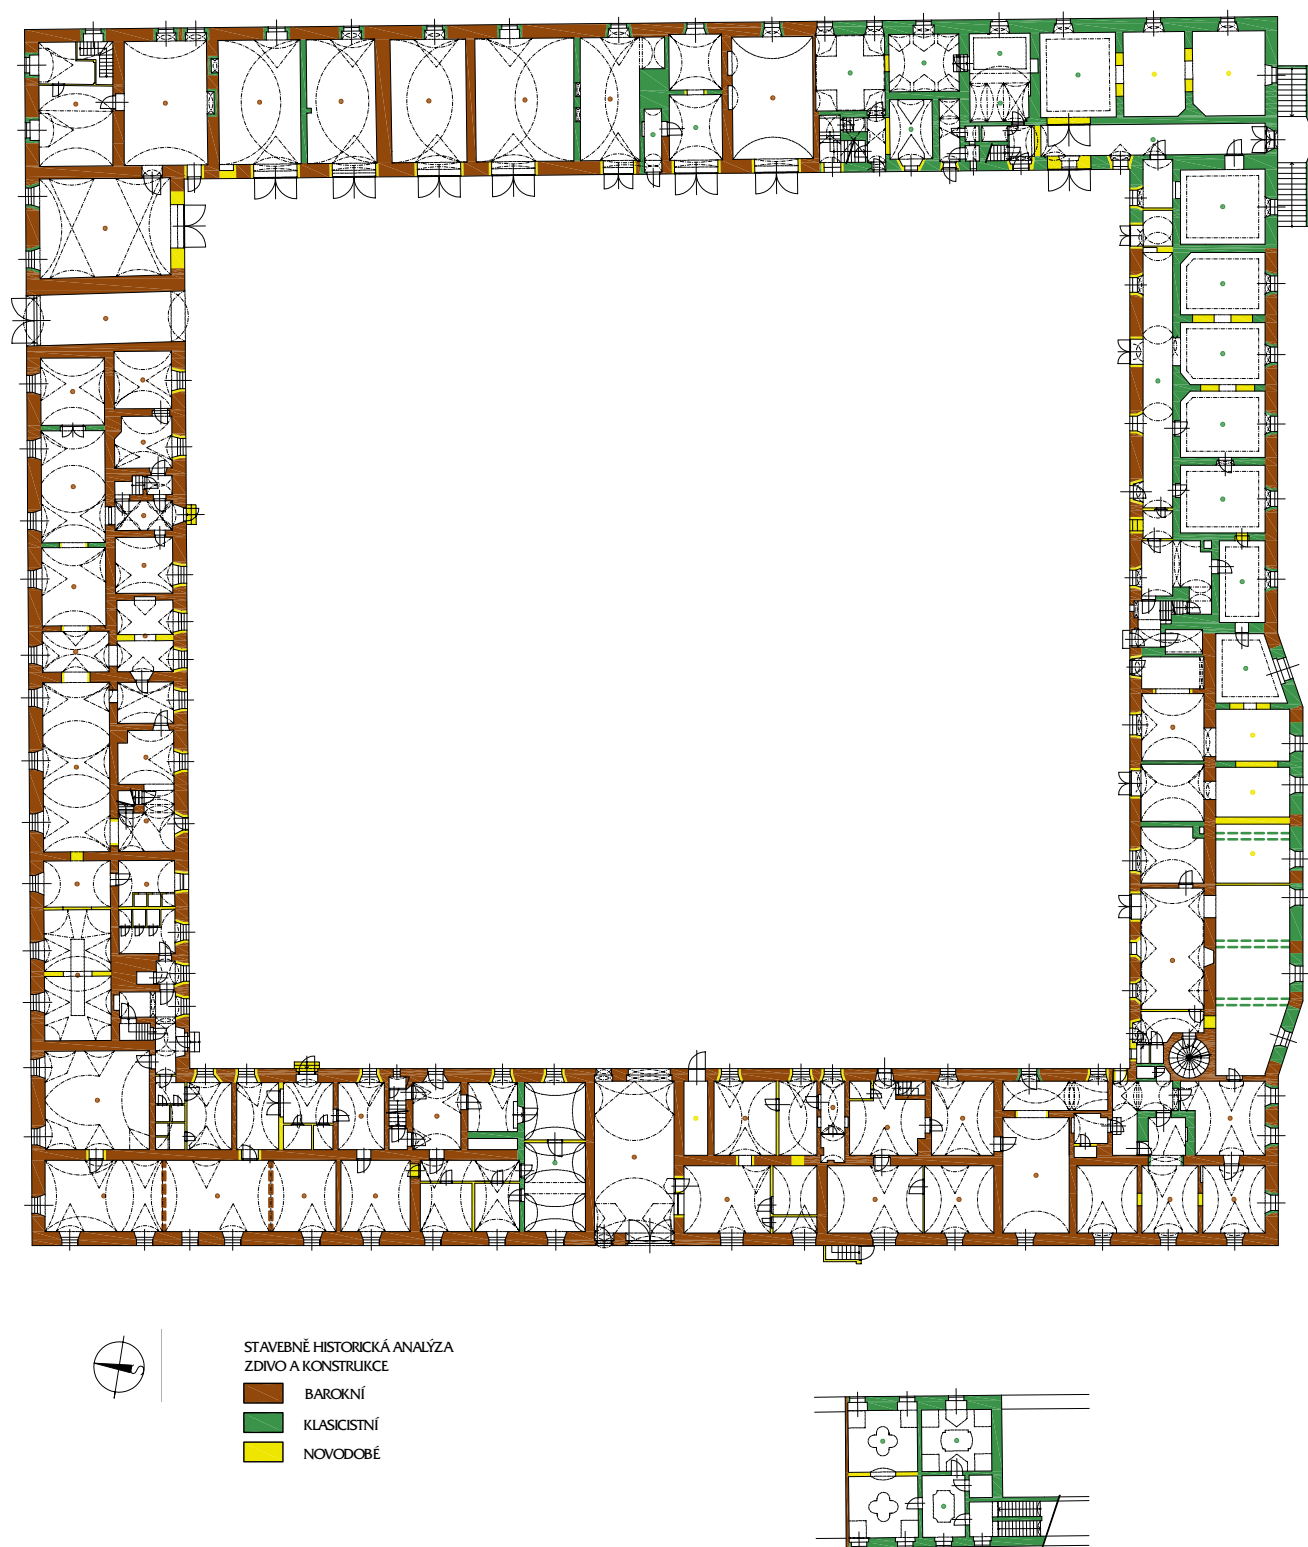 STAVEBNĚ HISTORICKÁ ANALÝZA
ZDIVO A KONSTRUKCE
BAROKNÍ
KLASICISTNÍ
NOVODOBÉ
S